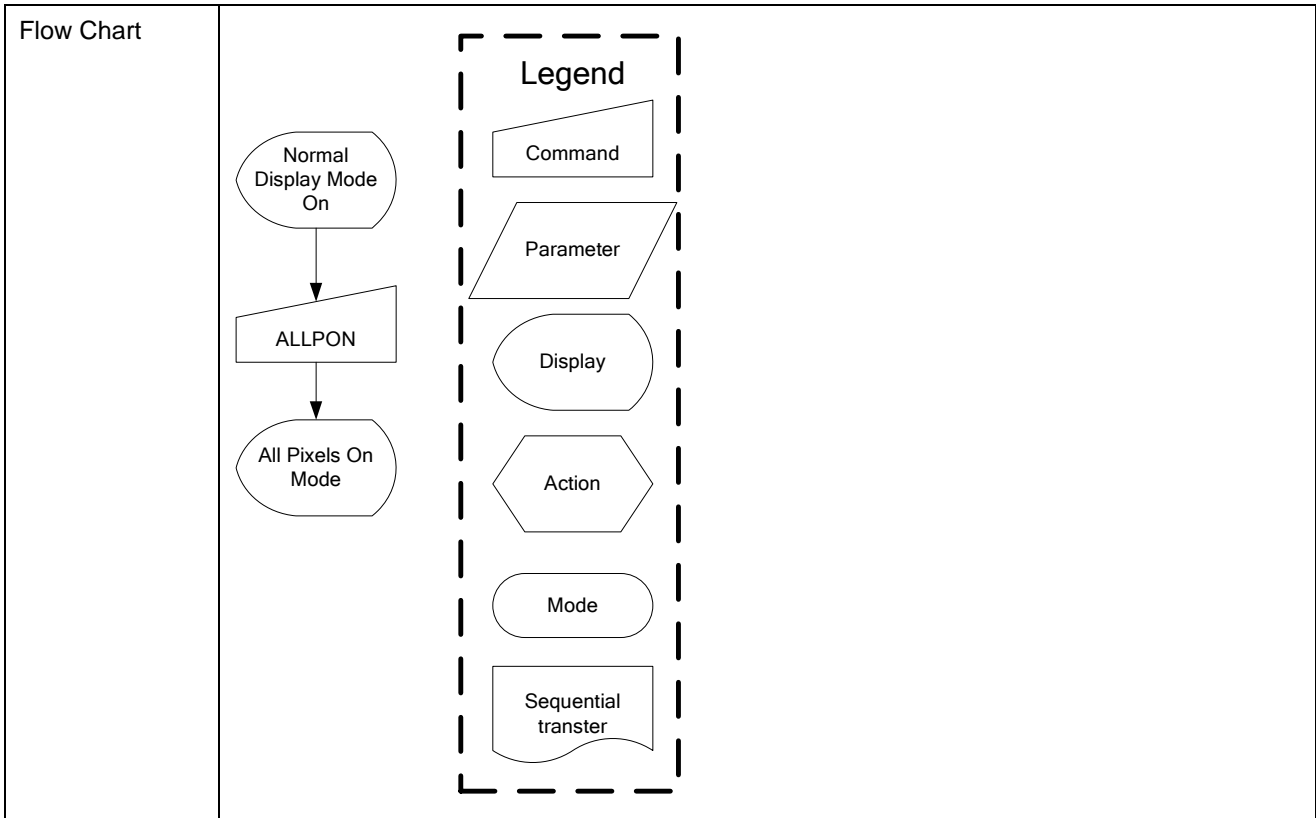 Flow Chart
Normal
Display Mode
On
ALLPON
All Pixels On
Mode
Legend
Command
Parameter
Display
Action
Mode
Sequential
transter